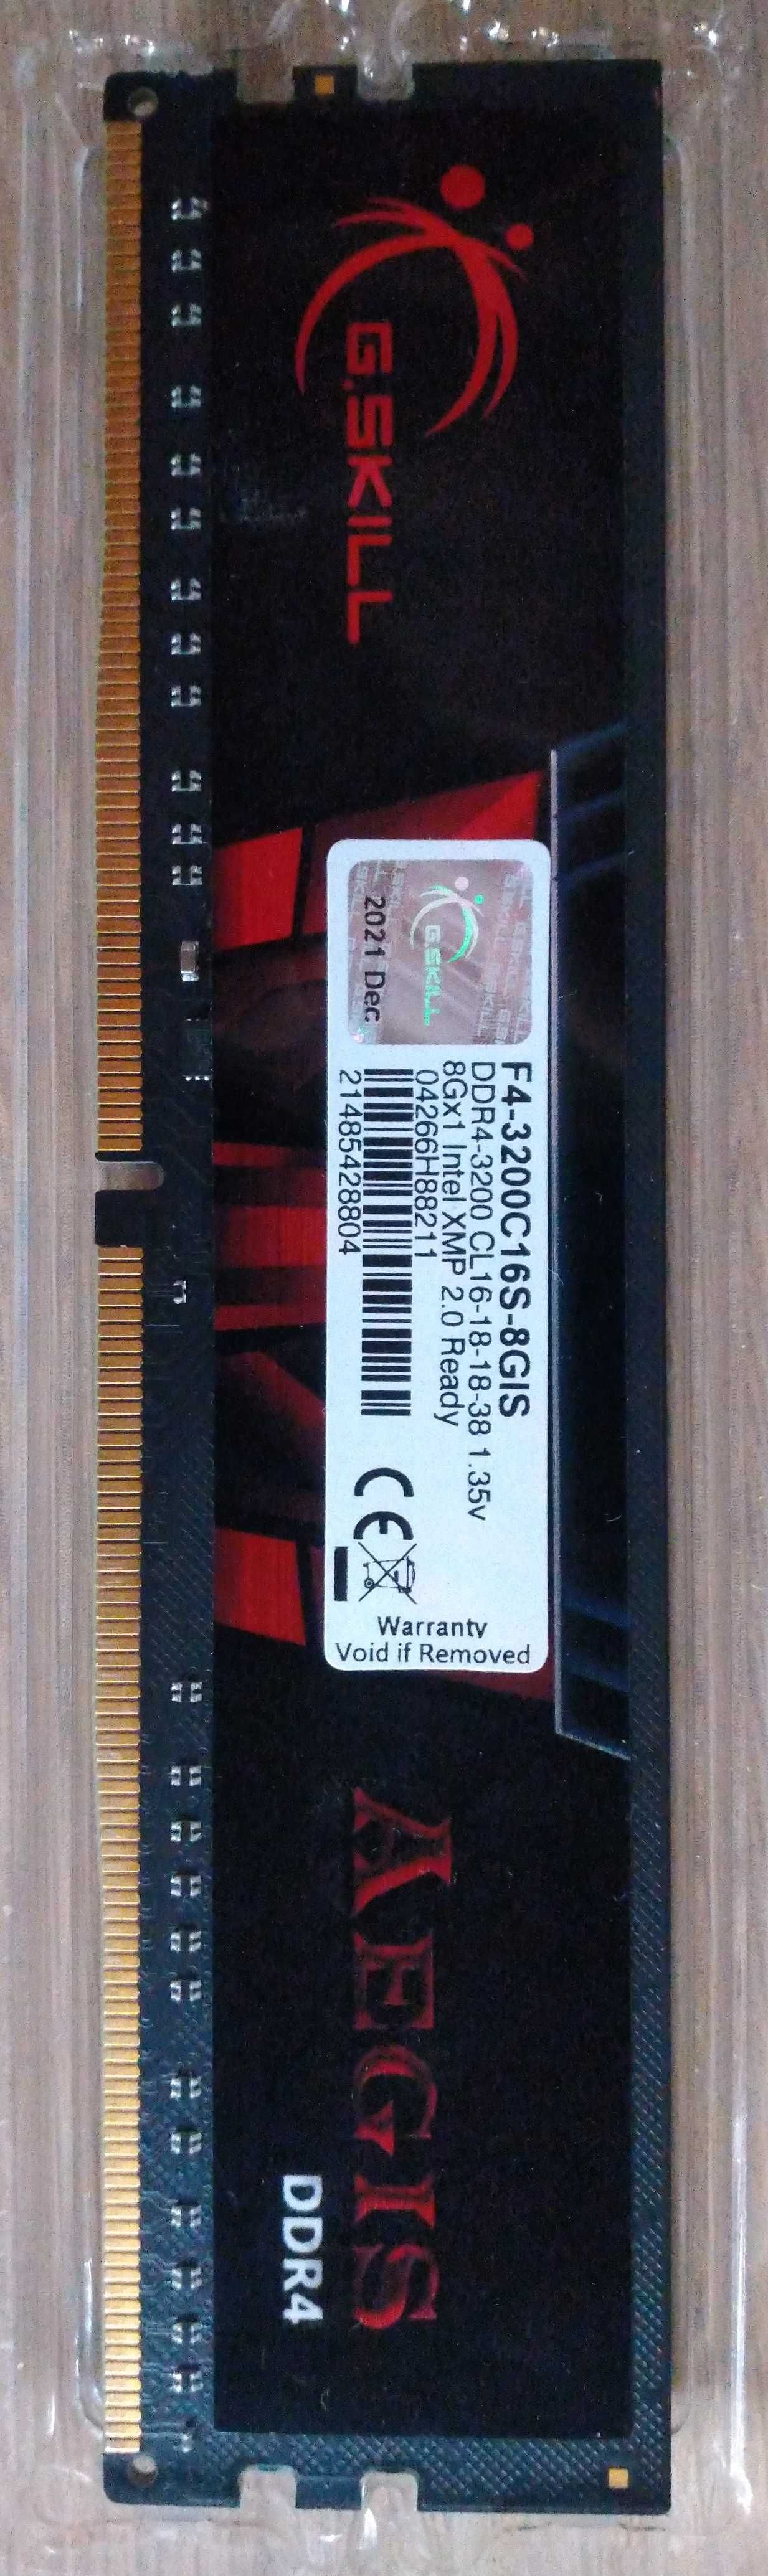 G.SKILL
G.SKILL
2021 Dec
F4-3200C16S-8GIS
DDR4-3200 CL16-18-18-38 1.35v
8Gx1 Intel XMP 2.0 Ready
04266H88211
21485428804
CE
Warranty
Void if Removed
AEGIS
DDR4